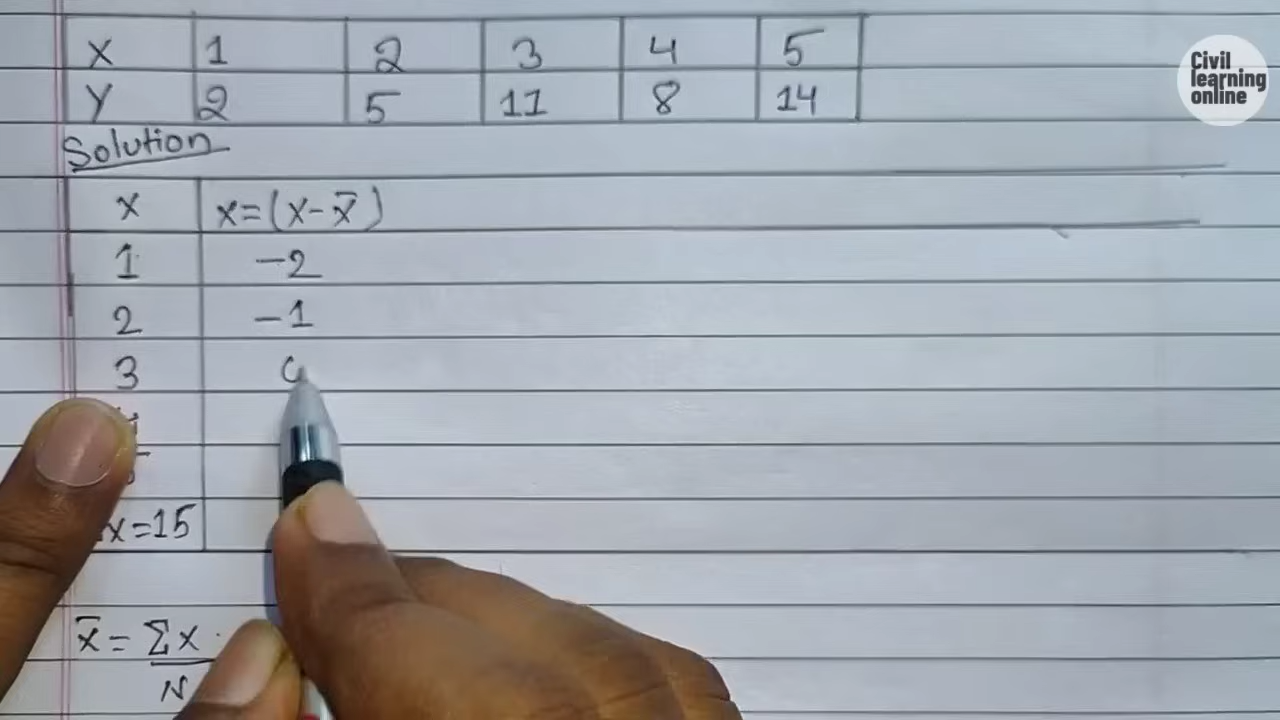 X 1 2 3 4 5
Y 2 5 11 8 14
Civil
learning
online
Solution
X x=(X-X̄)
1 -2
2 -1
3
x=15
X̄ = ΣX
N